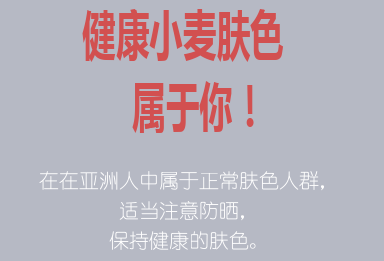 健康小麦肤色
属于你！
在在亚洲人中属于正常肤色人群，
适当注意防晒，
保持健康的肤色。